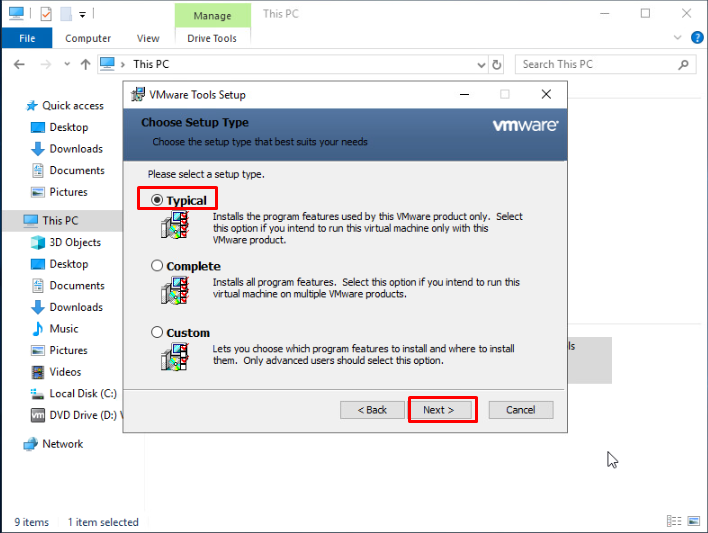 Manage
This PC
File
Computer
View
Drive Tools
This PC
Search This PC
Quick access
Desktop
Downloads
Documents
Pictures
This PC
3D Objects
Desktop
Documents
Downloads
Music
Pictures
Videos
Local Disk (C:)
DVD Drive (D:) V
Network
VMware Tools Setup
Choose Setup Type
Choose the setup type that best suits your needs
vmware
Please select a setup type.
Typical
Installs the program features used by this VMware product only. Select
this option if you intend to run this virtual machine only with this
VMware product.
Complete
Installs all program features. Select this option if you intend to run this
virtual machine on multiple VMware products.
Custom
Lets you choose which program features to install and where to install
them. Only advanced users should select this option.
< Back
Next >
Cancel
ls
9 items
1 item selected